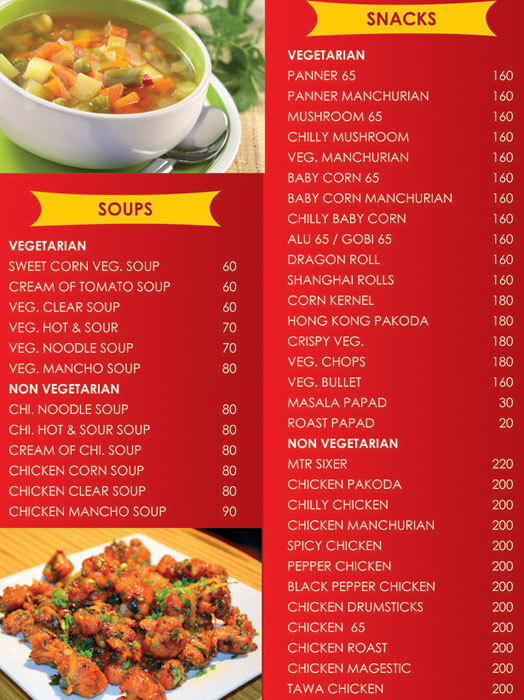 SOUPS
VEGETARIAN
SWEET CORN VEG. SOUP 60
CREAM OF TOMATO SOUP 60
VEG. CLEAR SOUP 60
VEG. HOT & SOUR 70
VEG. NOODLE SOUP 70
VEG. MANCHO SOUP 80
NON VEGETARIAN
CHI. NOODLE SOUP 80
CHI. HOT & SOUR SOUP 80
CREAM OF CHI. SOUP 80
CHICKEN CORN SOUP 80
CHICKEN CLEAR SOUP 80
CHICKEN MANCHO SOUP 90
SNACKS
VEGETARIAN
PANNER 65 160
PANNER MANCHURIAN 160
MUSHROOM 65 160
CHILLY MUSHROOM 160
VEG. MANCHURIAN 160
BABY CORN 65 160
BABY CORN MANCHURIAN 160
CHILLY BABY CORN 160
ALU 65 / GOBI 65 160
DRAGON ROLL 160
SHANGHAI ROLLS 160
CORN KERNEL 180
HONG KONG PAKODA 180
CRISPY VEG. 180
VEG. CHOPS 180
VEG. BULLET 160
MASALA PAPAD 30
ROAST PAPAD 20
NON VEGETARIAN
MTR SIXER 220
CHICKEN PAKODA 200
CHILLY CHICKEN 200
CHICKEN MANCHURIAN 200
SPICY CHICKEN 200
PEPPER CHICKEN 200
BLACK PEPPER CHICKEN 200
CHICKEN DRUMSTICKS 200
CHICKEN 65 200
CHICKEN ROAST 200
CHICKEN MAGESTIC 200
TAWA CHICKEN 200